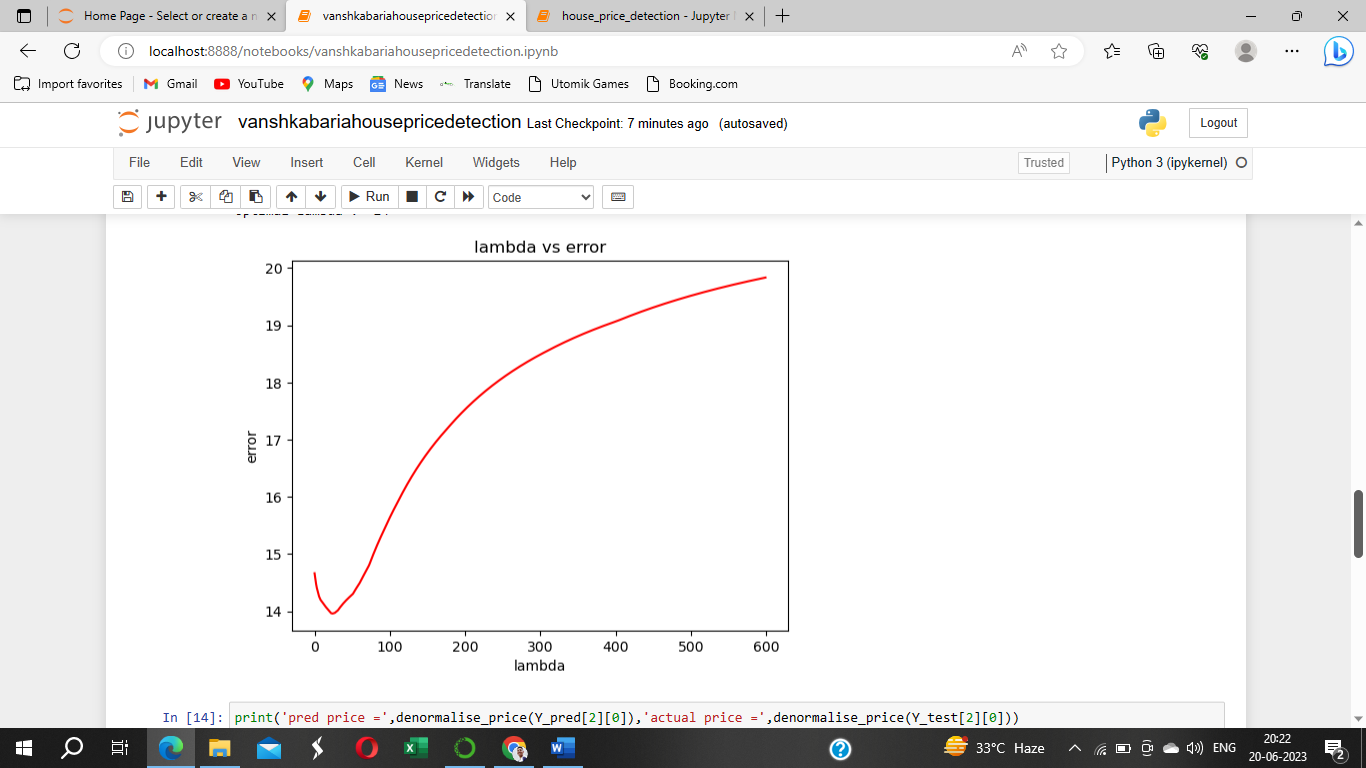 Home Page - Select or create a n
vanshkabariahousepricedetection
house_price_detection - Jupyter
localhost:8888/notebooks/vanshkabariahousepricedetection.ipynb
Import favorites
Gmail
YouTube
Maps
News
Translate
Utomik Games
Booking.com
jupyter vanshkabariahousepricedetection Last Checkpoint: 7 minutes ago (autosaved)
Logout
File Edit View Insert Cell Kernel Widgets Help
Trusted
Python 3 (ipykernel)
Run
Code
lambda vs error
20
19
18
17
16
15
14
error
0 100 200 300 400 500 600
lambda
In [14]: print('pred price =',denormalise_price(Y_pred[2][0]),'actual price =',denormalise_price(Y_test[2][0]))
33°C Haze
ENG
20:22
20-06-2023
2